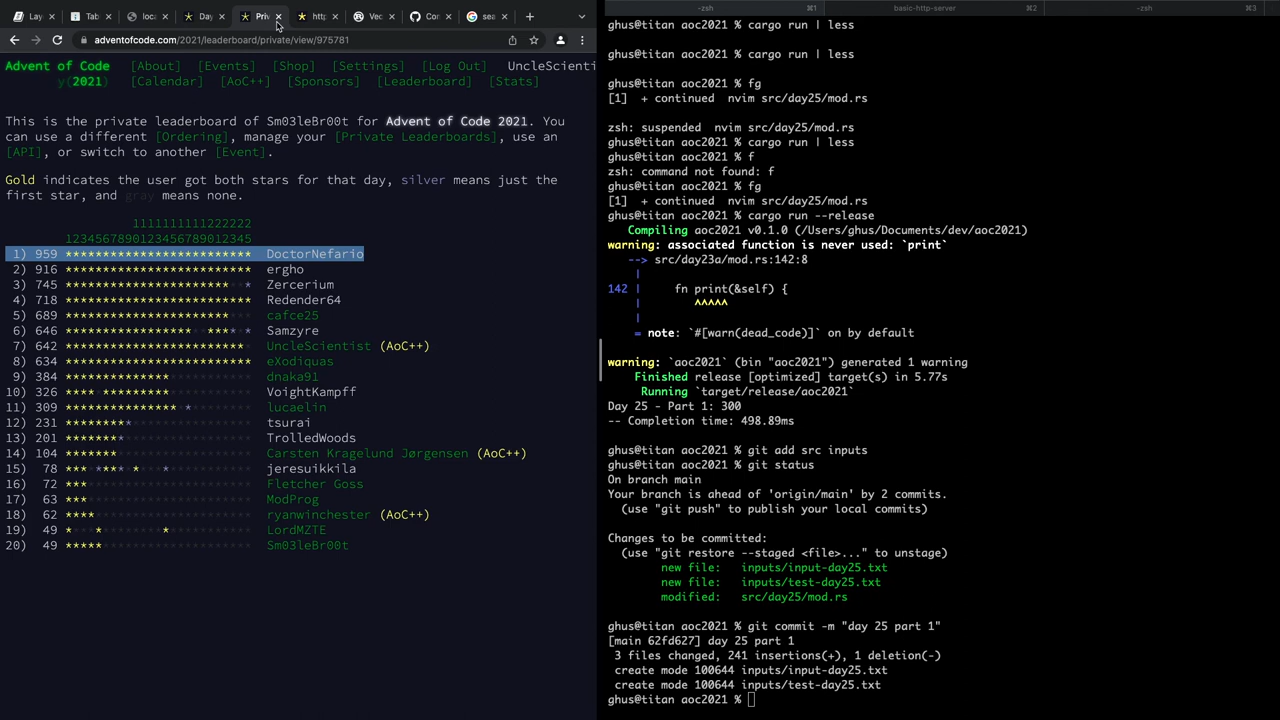 Lay
Tab
loca
Day
Priv
http
Vec
Cor
sea
adventofcode.com/2021/leaderboard/private/view/975781
Advent of Code [About] [Events] [Shop] [Settings] [Log Out] UncleScienti
y{2021} [Calendar] [AoC++] [Sponsors] [Leaderboard] [Stats]
This is the private leaderboard of Sm03leBr00t for Advent of Code 2021. You
can use a different [Ordering], manage your [Private Leaderboards], use an
[API], or switch to another [Event].
Gold indicates the user got both stars for that day, silver means just the
first star, and gray means none.
1111111111222222
1234567890123456789012345
1) 959 ************************* DoctorNefario
2) 916 ************************* ergho
3) 745 ************************* Zercerium
4) 718 ************************* Redender64
5) 689 ************************* cafce25
6) 646 ************************* Samzyre
7) 642 ************************* UncleScientist (AoC++)
8) 634 ************************* eXodiquas
9) 384 ************************* dnaka91
10) 326 ************************* VoightKampff
11) 309 ************************* lucaelin
12) 231 ************************* tsurai
13) 201 ************************* TrolledWoods
14) 104 ************************* Carsten Kragelund Jørgensen (AoC++)
15) 78 ************************* jeresuikkila
16) 72 ************************* Fletcher Goss
17) 63 ************************* ModProg
18) 62 ************************* ryanwinchester (AoC++)
19) 49 ************************* LordMZTE
20) 49 ************************* Sm03leBr00t
-zsh ⌘1 basic-http-server ⌘2 -zsh ⌘3
ghus@titan aoc2021 % cargo run | less
ghus@titan aoc2021 % cargo run | less
ghus@titan aoc2021 % fg
[1]  + continued  nvim src/day25/mod.rs
zsh: suspended  nvim src/day25/mod.rs
ghus@titan aoc2021 % cargo run | less
ghus@titan aoc2021 % f
zsh: command not found: f
ghus@titan aoc2021 % fg
[1]  + continued  nvim src/day25/mod.rs
ghus@titan aoc2021 % cargo run --release
Compiling aoc2021 v0.1.0 (/Users/ghus/Documents/dev/aoc2021)
warning: associated function is never used: `print`
--> src/day23a/mod.rs:142:8
|
142 |     fn print(&self) {
|        ^^^^^
|
= note: `#[warn(dead_code)]` on by default
warning: `aoc2021` (bin "aoc2021") generated 1 warning
Finished release [optimized] target(s) in 5.77s
Running `target/release/aoc2021`
Day 25 - Part 1: 300
-- Completion time: 498.89ms
ghus@titan aoc2021 % git add src inputs
ghus@titan aoc2021 % git status
On branch main
Your branch is ahead of 'origin/main' by 2 commits.
(use "git push" to publish your local commits)
Changes to be committed:
(use "git restore --staged <file>..." to unstage)
new file:   inputs/input-day25.txt
new file:   inputs/test-day25.txt
modified:   src/day25/mod.rs
ghus@titan aoc2021 % git commit -m "day 25 part 1"
[main 62fd627] day 25 part 1
3 files changed, 241 insertions(+), 1 deletion(-)
create mode 100644 inputs/input-day25.txt
create mode 100644 inputs/test-day25.txt
ghus@titan aoc2021 %